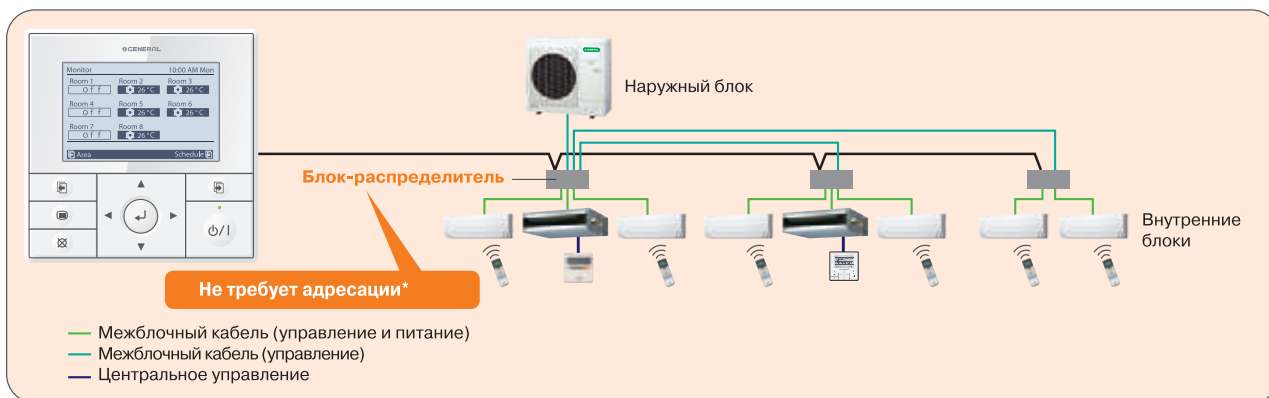 GENERAL
Monitor 10:00 AM Mon
Room 1 Room 2 Room 3
Off 26°C 26°C
Room 4 Room 5 Room 6
Off 26°C 26°C
Room 7 Room 8
Off 26°C
Area Schedule
Наружный блок
Блок-распределитель
Внутренние
блоки
Не требует адресации*
Межблочный кабель (управление и питание)
Межблочный кабель (управление)
Центральное управление